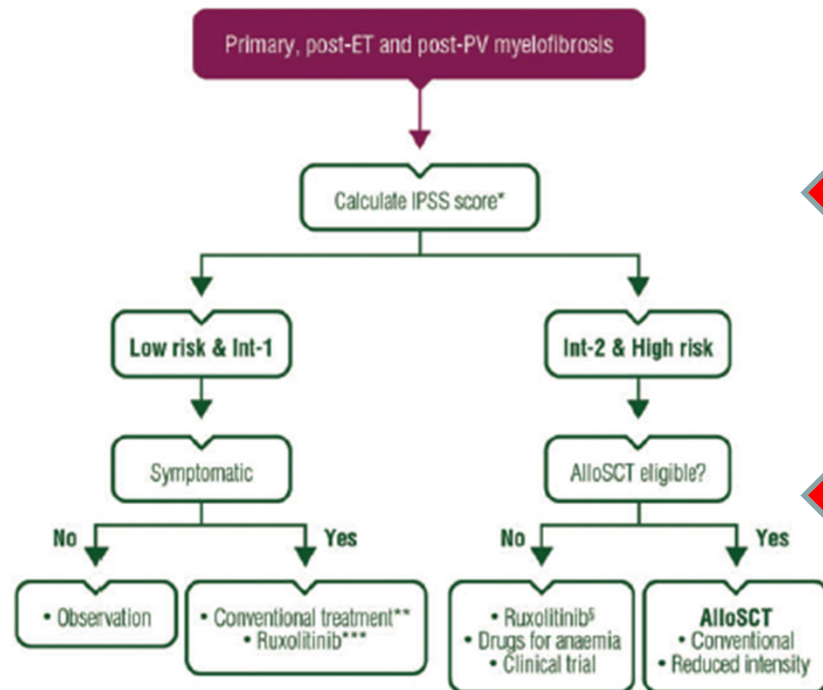 Primary, post-ET and post-PV myelofibrosis
Calculate IPSS score*
Low risk & Int-1
Int-2 & High risk
Symptomatic
AlloSCT eligible?
No
Yes
No
Yes
• Observation
• Conventional treatment**
• Ruxolitinib***
• Ruxolitinib§
• Drugs for anaemia
• Clinical trial
AlloSCT
• Conventional
• Reduced intensity